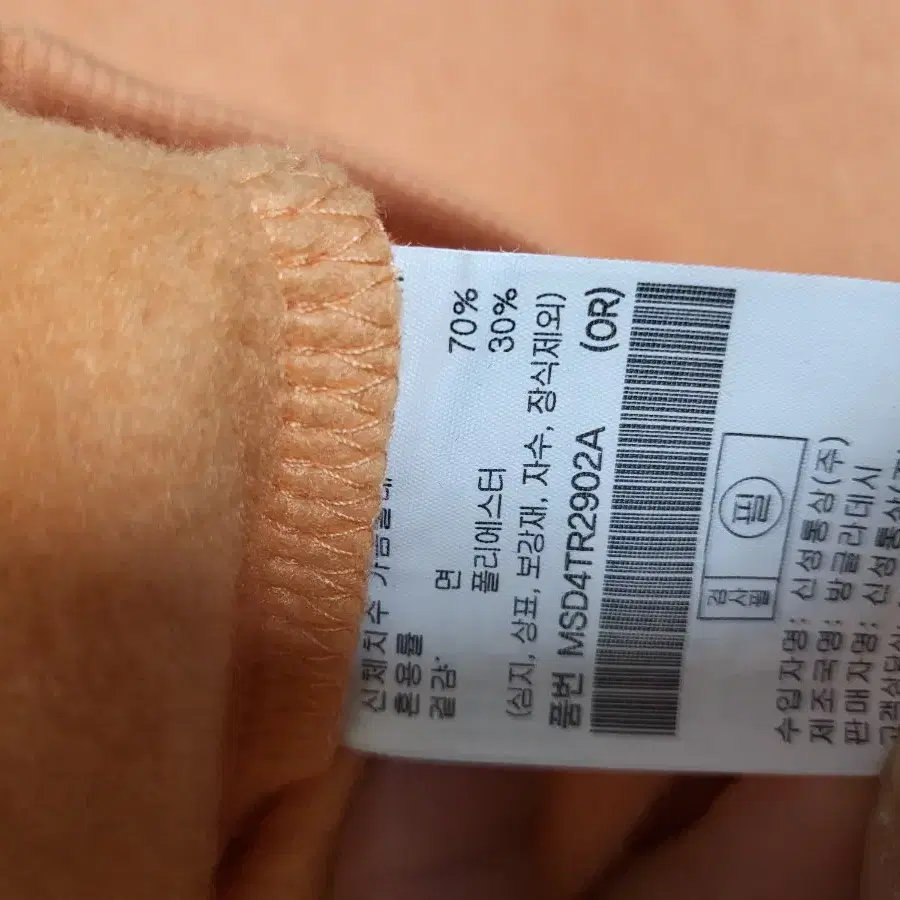 신체치수 가슴둘레
혼용률
겉감:
면 70%
폴리에스터 30%
(심지, 상표, 보강재, 자수, 장식제외)
품번 MSD4TR2902A (OR)
검사필
필
수입자명: 신성통상(주)
제조국명: 방글라데시
판매자명: 신성통상(주)